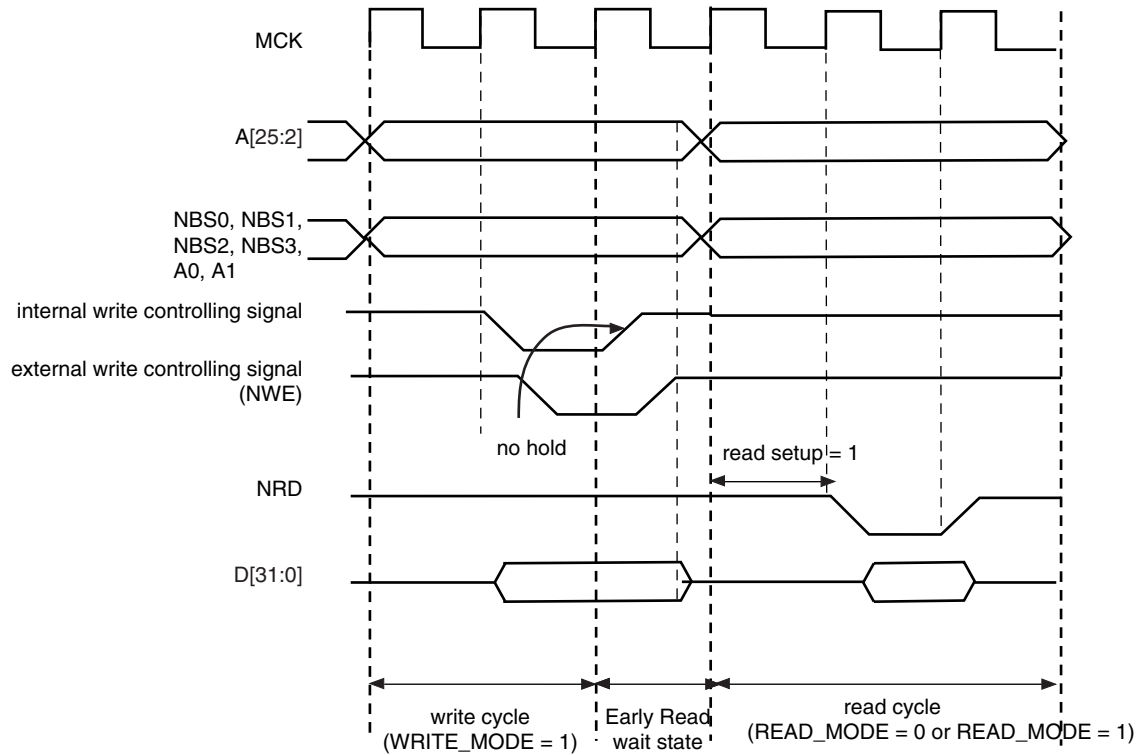 MCK
A[25:2]
NBS0, NBS1,
NBS2, NBS3,
A0, A1
internal write controlling signal
external write controlling signal
(NWE)
no hold
read setup = 1
NRD
D[31:0]
write cycle
(WRITE_MODE = 1)
Early Read
wait state
read cycle
(READ_MODE = 0 or READ_MODE = 1)